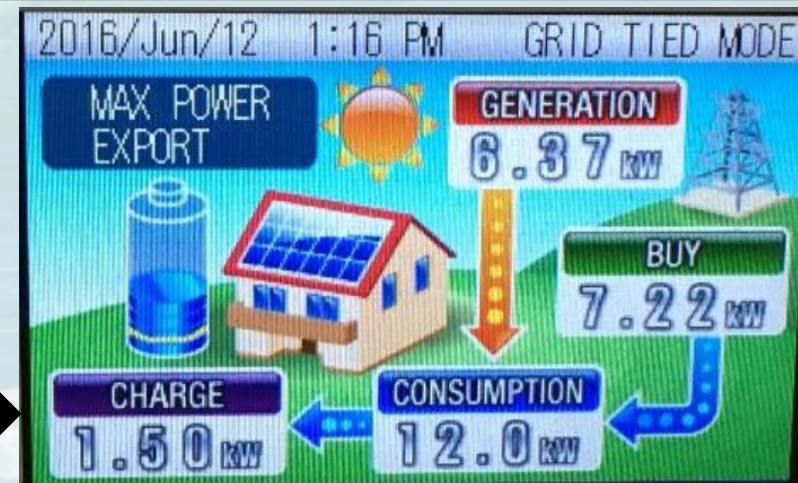 2016/Jun/12 1:16 PM GRID TIED MODE
MAX POWER
EXPORT
GENERATION
6.37 kW
BUY
7.22 kW
CHARGE
1.50 kW
CONSUMPTION
12.0 kW